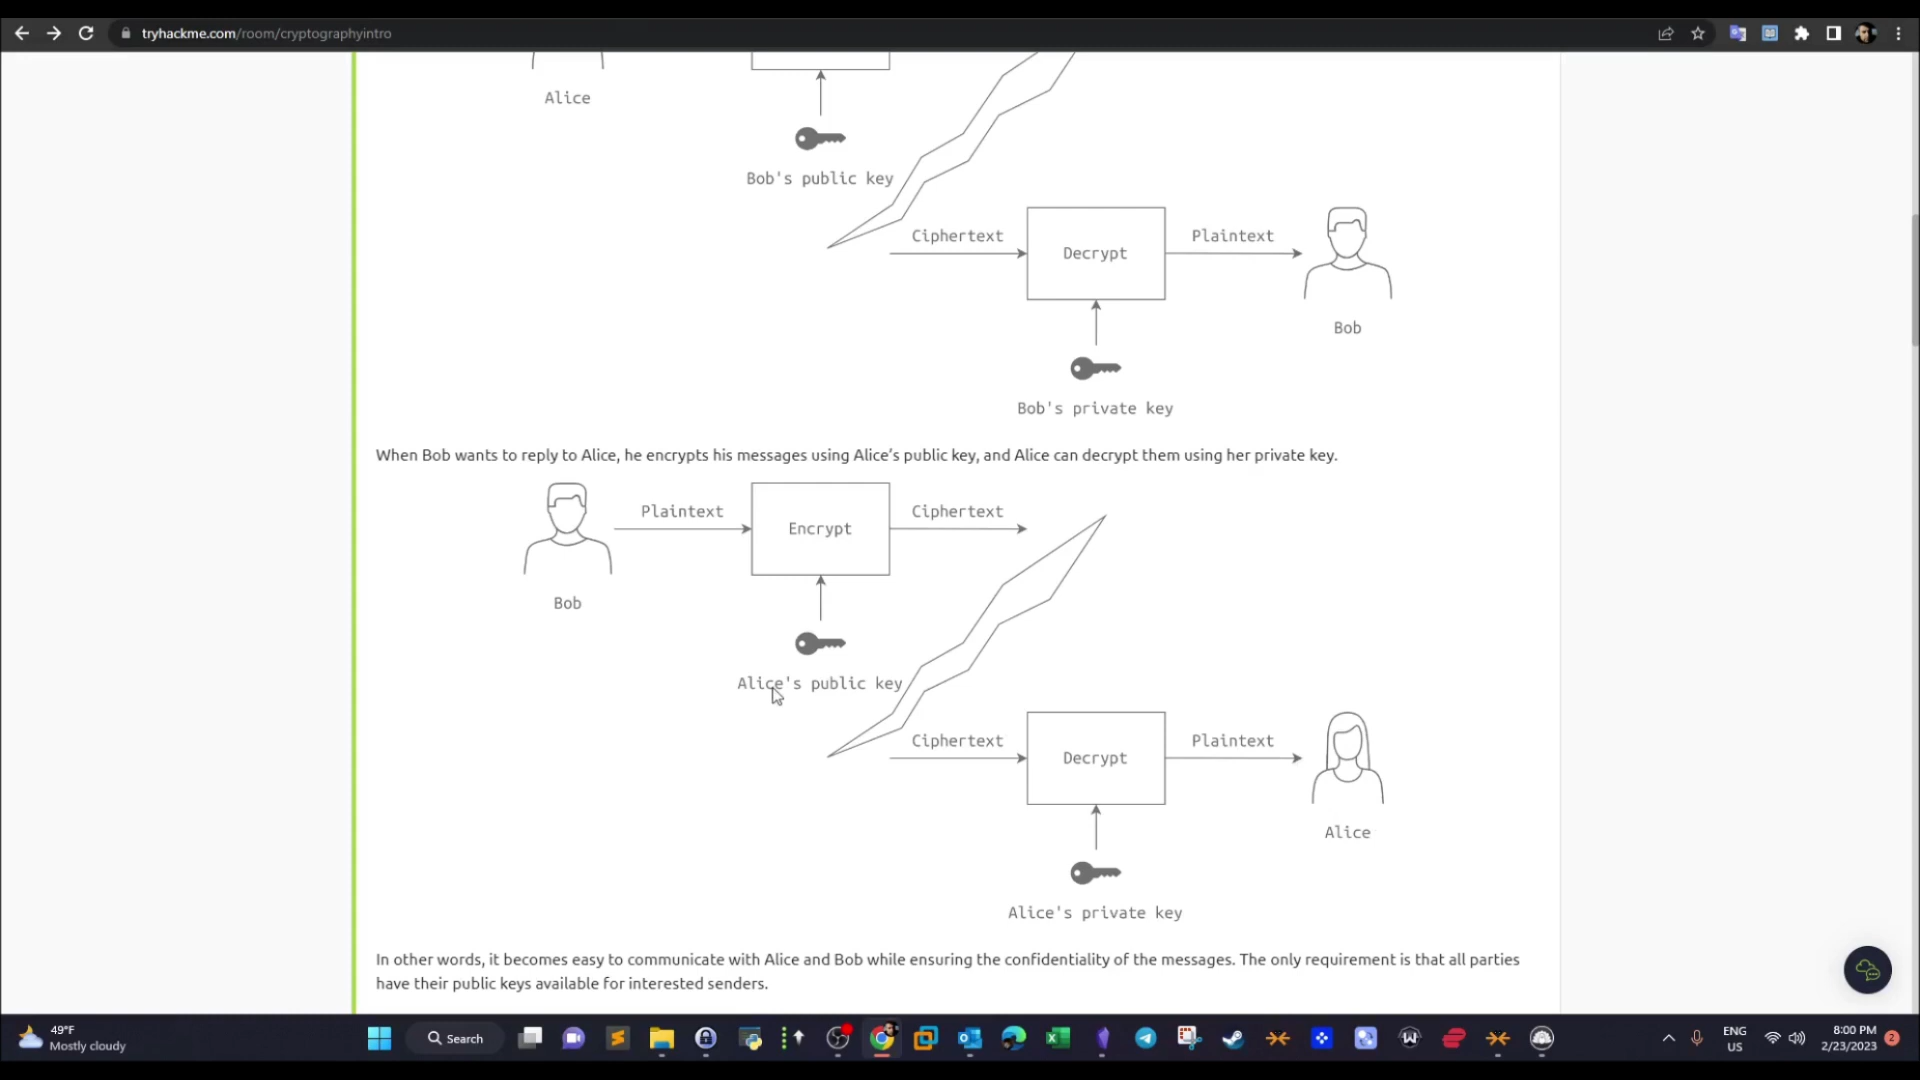 tryhackme.com/room/cryptographyintro
Alice
Bob's public key
Ciphertext
Decrypt
Plaintext
Bob
Bob's private key
When Bob wants to reply to Alice, he encrypts his messages using Alice’s public key, and Alice can decrypt them using her private key.
Plaintext
Encrypt
Ciphertext
Bob
Alice's public key
Ciphertext
Decrypt
Plaintext
Alice
Alice's private key
In other words, it becomes easy to communicate with Alice and Bob while ensuring the confidentiality of the messages. The only requirement is that all parties
have their public keys available for interested senders.
49°F
Mostly cloudy
Search
ENG
US
8:00 PM
2/23/2023
2